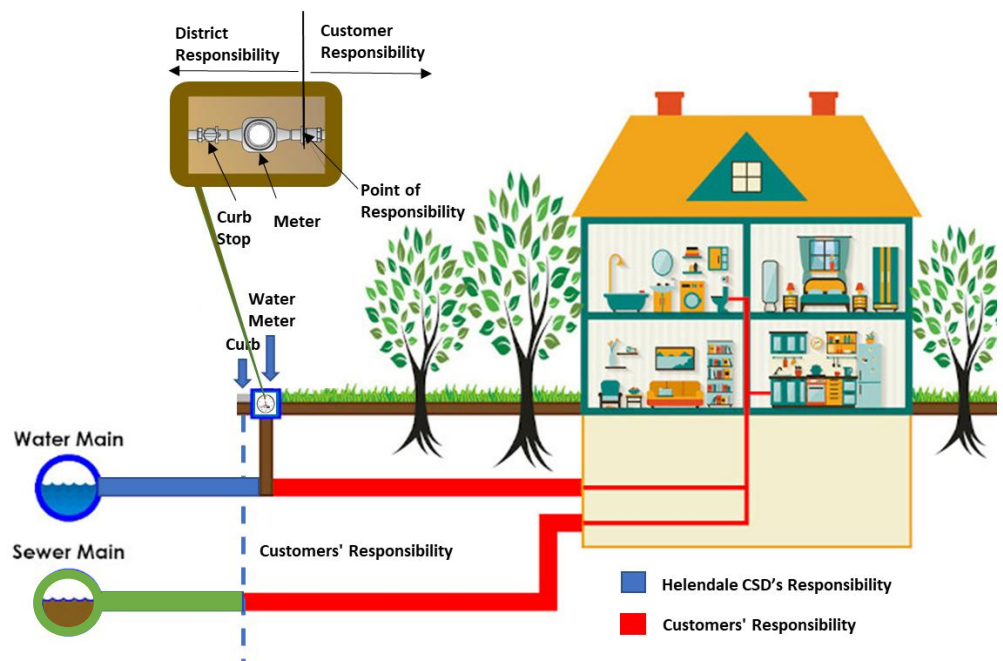 District
Responsibility
Customer
Responsibility
Point of
Responsibility
Curb
Stop
Meter
Water
Meter
Curb
Water Main
Sewer Main
Customers' Responsibility
Helendale CSD’s Responsibility
Customers' Responsibility